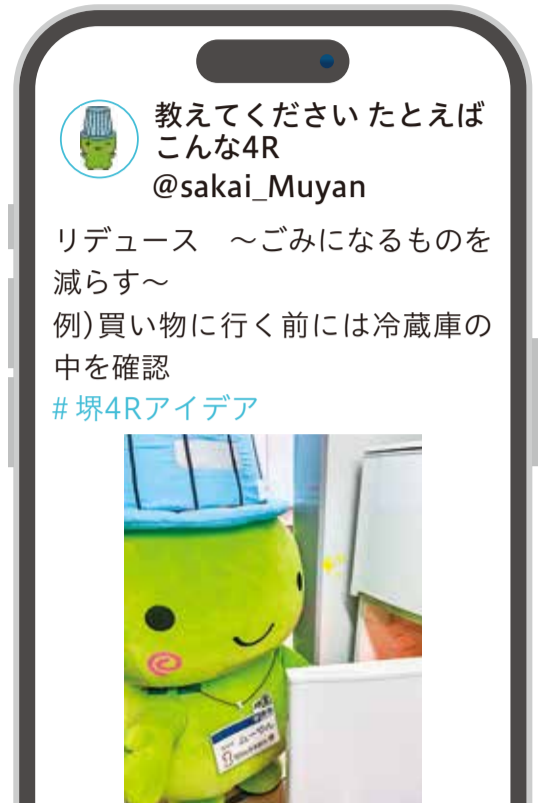 教えてください たとえば
こんな4R
@sakai_Muyan
リデュース　～ごみになるものを
減らす～
例)買い物に行く前には冷蔵庫の
中を確認
# 堺4Rアイデア